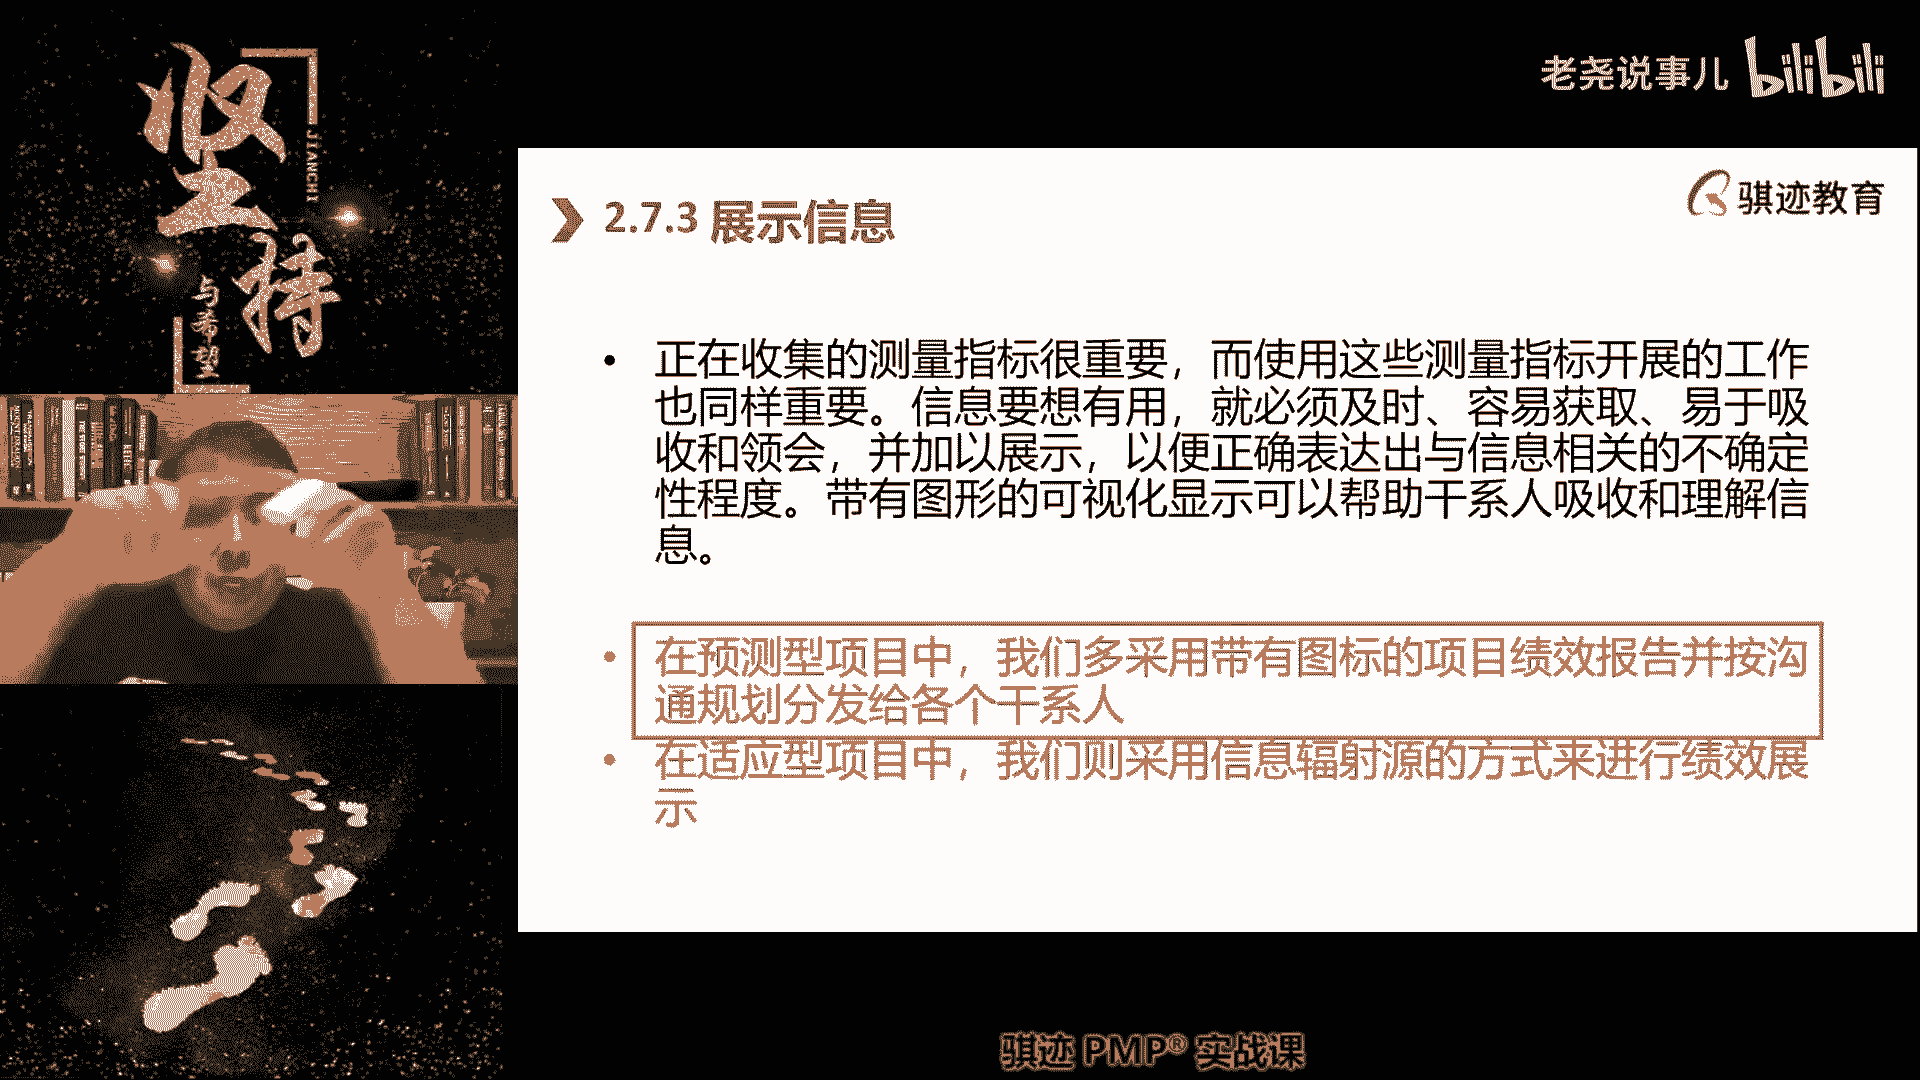 坚持
JIANCHI
与希望
老尧说事儿 bilibili
骐迹教育
2.7.3 展示信息
• 正在收集的测量指标很重要，而使用这些测量指标开展的工作
也同样重要。信息要想有用，就必须及时、容易获取、易于吸
收和领会，并加以展示，以便正确表达出与信息相关的不确定
性程度。带有图形的可视化显示可以帮助干系人吸收和理解信
息。
• 在预测型项目中，我们多采用带有图标的项目绩效报告并按沟
通规划分发给各个干系人
• 在适应型项目中，我们则采用信息辐射源的方式来进行绩效展
示
骐迹 PMP® 实战课